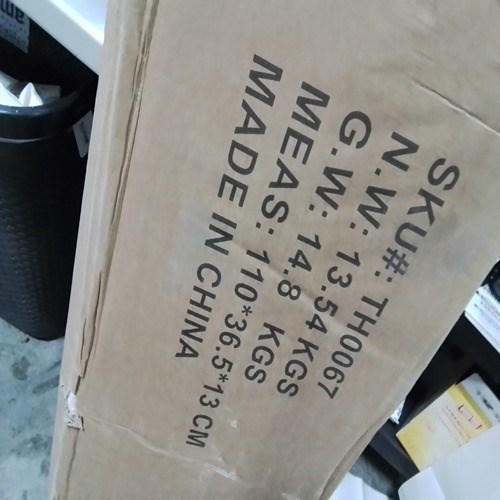 SKU#: TH0067
N.W: 13.54 KGS
G.W: 14.8 KGS
MEAS: 110*36.5*13 CM
MADE IN CHINA